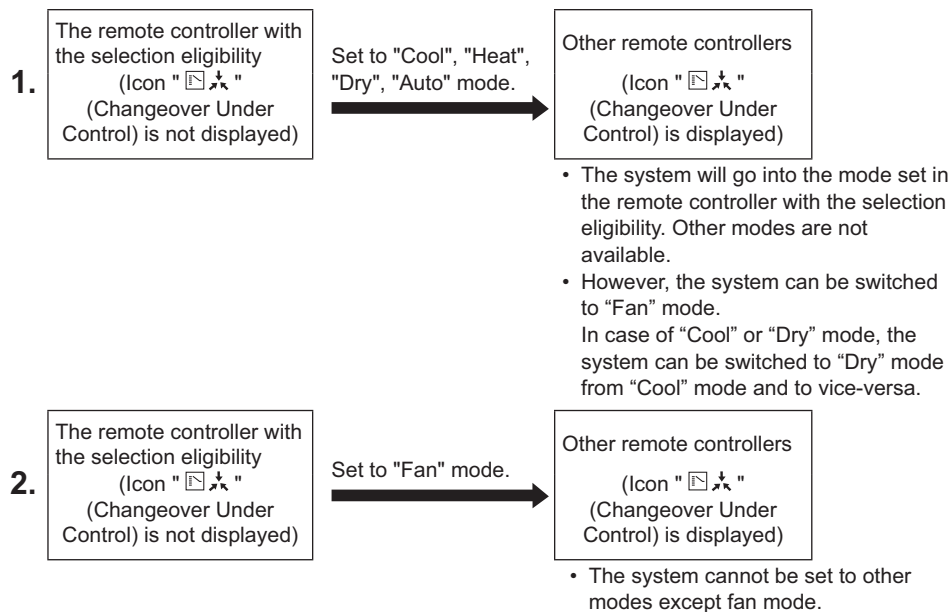 1.
The remote controller with
the selection eligibility
(Icon " "
(Changeover Under
Control) is not displayed)
Set to "Cool", "Heat",
"Dry", "Auto" mode.
Other remote controllers
(Icon " "
(Changeover Under
Control) is displayed)
• The system will go into the mode set in
the remote controller with the selection
eligibility. Other modes are not
available.
• However, the system can be switched
to “Fan” mode.
In case of “Cool” or “Dry” mode, the
system can be switched to “Dry” mode
from “Cool” mode and to vice-versa.
2.
The remote controller with
the selection eligibility
(Icon " "
(Changeover Under
Control) is not displayed)
Set to "Fan" mode.
Other remote controllers
(Icon " "
(Changeover Under
Control) is displayed)
• The system cannot be set to other
modes except fan mode.